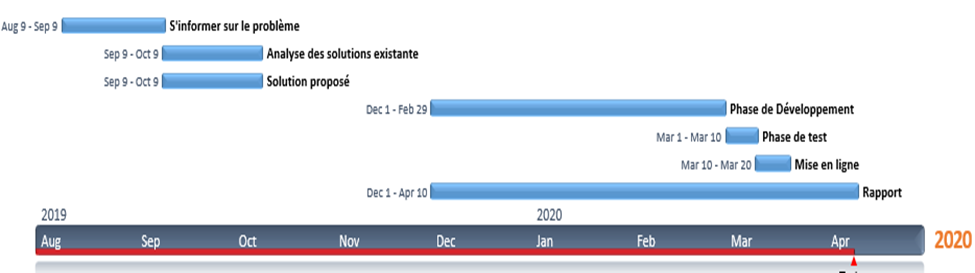 Aug 9 - Sep 9 S'informer sur le problème
Sep 9 - Oct 9 Analyse des solutions existante
Sep 9 - Oct 9 Solution proposé
Dec 1 - Feb 29 Phase de Développement
Mar 1 - Mar 10 Phase de test
Mar 10 - Mar 20 Mise en ligne
Dec 1 - Apr 10 Rapport
2019 2020
Aug Sep Oct Nov Dec Jan Feb Mar Apr 2020